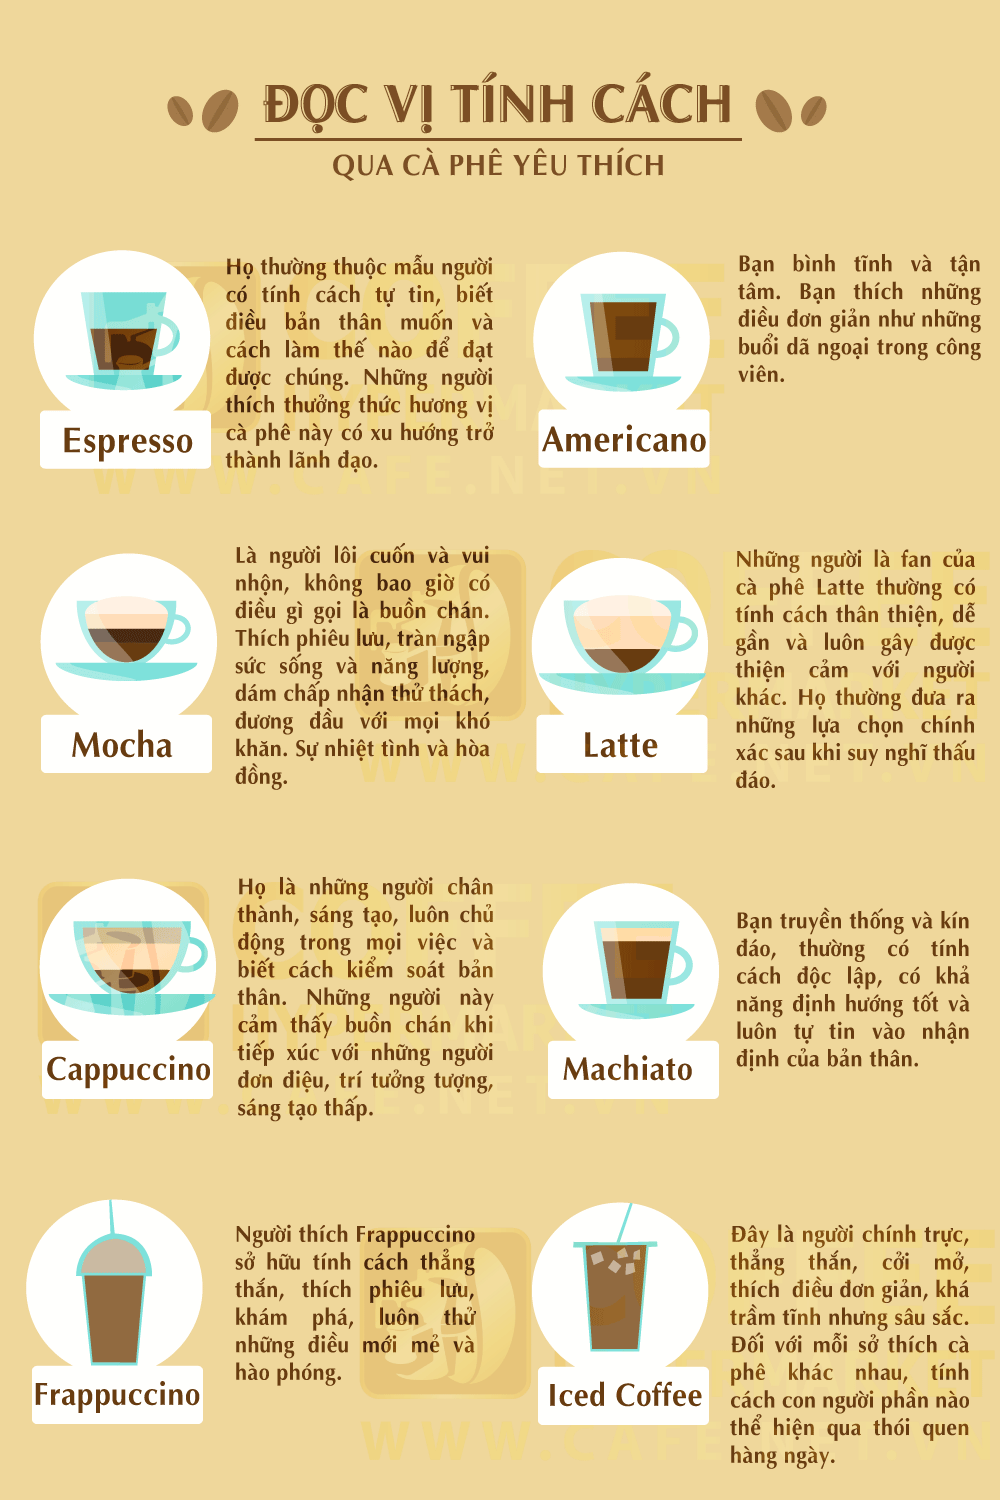 ĐỌC VỊ TÍNH CÁCH
QUA CÀ PHÊ YÊU THÍCH
Họ thường thuộc mẫu người
có tính cách tự tin, biết
điều bản thân muốn và
cách làm thế nào để đạt
được chúng. Những người
thích thưởng thức hương vị
cà phê này có xu hướng trở
thành lãnh đạo.
Espresso
Bạn bình tĩnh và tận
tâm. Bạn thích những
điều đơn giản như những
buổi dã ngoại trong công
viên.
Americano
Là người lôi cuốn và vui
nhộn, không bao giờ có
điều gì gọi là buồn chán.
Thích phiêu lưu, tràn ngập
sức sống và năng lượng,
dám chấp nhận thử thách,
đương đầu với mọi khó
khăn. Sự nhiệt tình và hòa
đồng.
Mocha
Những người là fan của
cà phê Latte thường có
tính cách thân thiện, dễ
gần và luôn gây được
thiện cảm với người
khác. Họ thường đưa ra
những lựa chọn chính
xác sau khi suy nghĩ thấu
đáo.
Latte
Họ là những người chân
thành, sáng tạo, luôn chủ
động trong mọi việc và
biết cách kiểm soát bản
thân. Những người này
cảm thấy buồn chán khi
tiếp xúc với những người
đơn điệu, trí tưởng tượng,
sáng tạo thấp.
Cappuccino
Bạn truyền thống và kín
đáo, thường có tính
cách độc lập, có khả
năng định hướng tốt và
luôn tự tin vào nhận
định của bản thân.
Machiato
Người thích Frappuccino
sở hữu tính cách thẳng
thắn, thích phiêu lưu,
khám phá, luôn thử
những điều mới mẻ và
hào phóng.
Frappuccino
Đây là người chính trực,
thẳng thắn, cởi mở,
thích điều đơn giản, khá
trầm tĩnh nhưng sâu sắc.
Đối với mỗi sở thích cà
phê khác nhau, tính
cách con người phần nào
thể hiện qua thói quen
hàng ngày.
Iced Coffee
WWW.CAFE.NET.VN